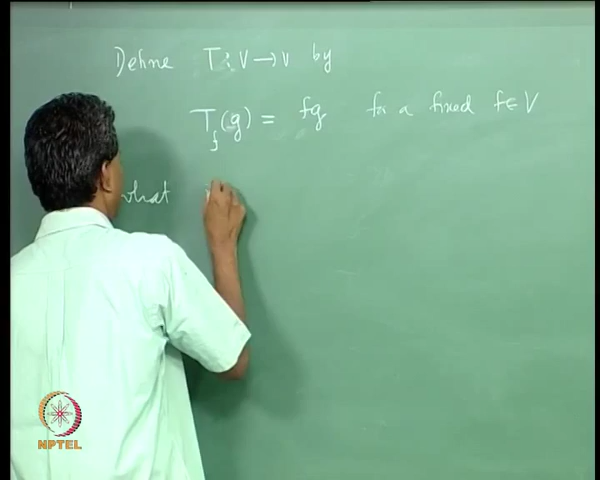 Define T : V → V by
T_f(g) = fg for a fixed f ∈ V
what
NPTEL